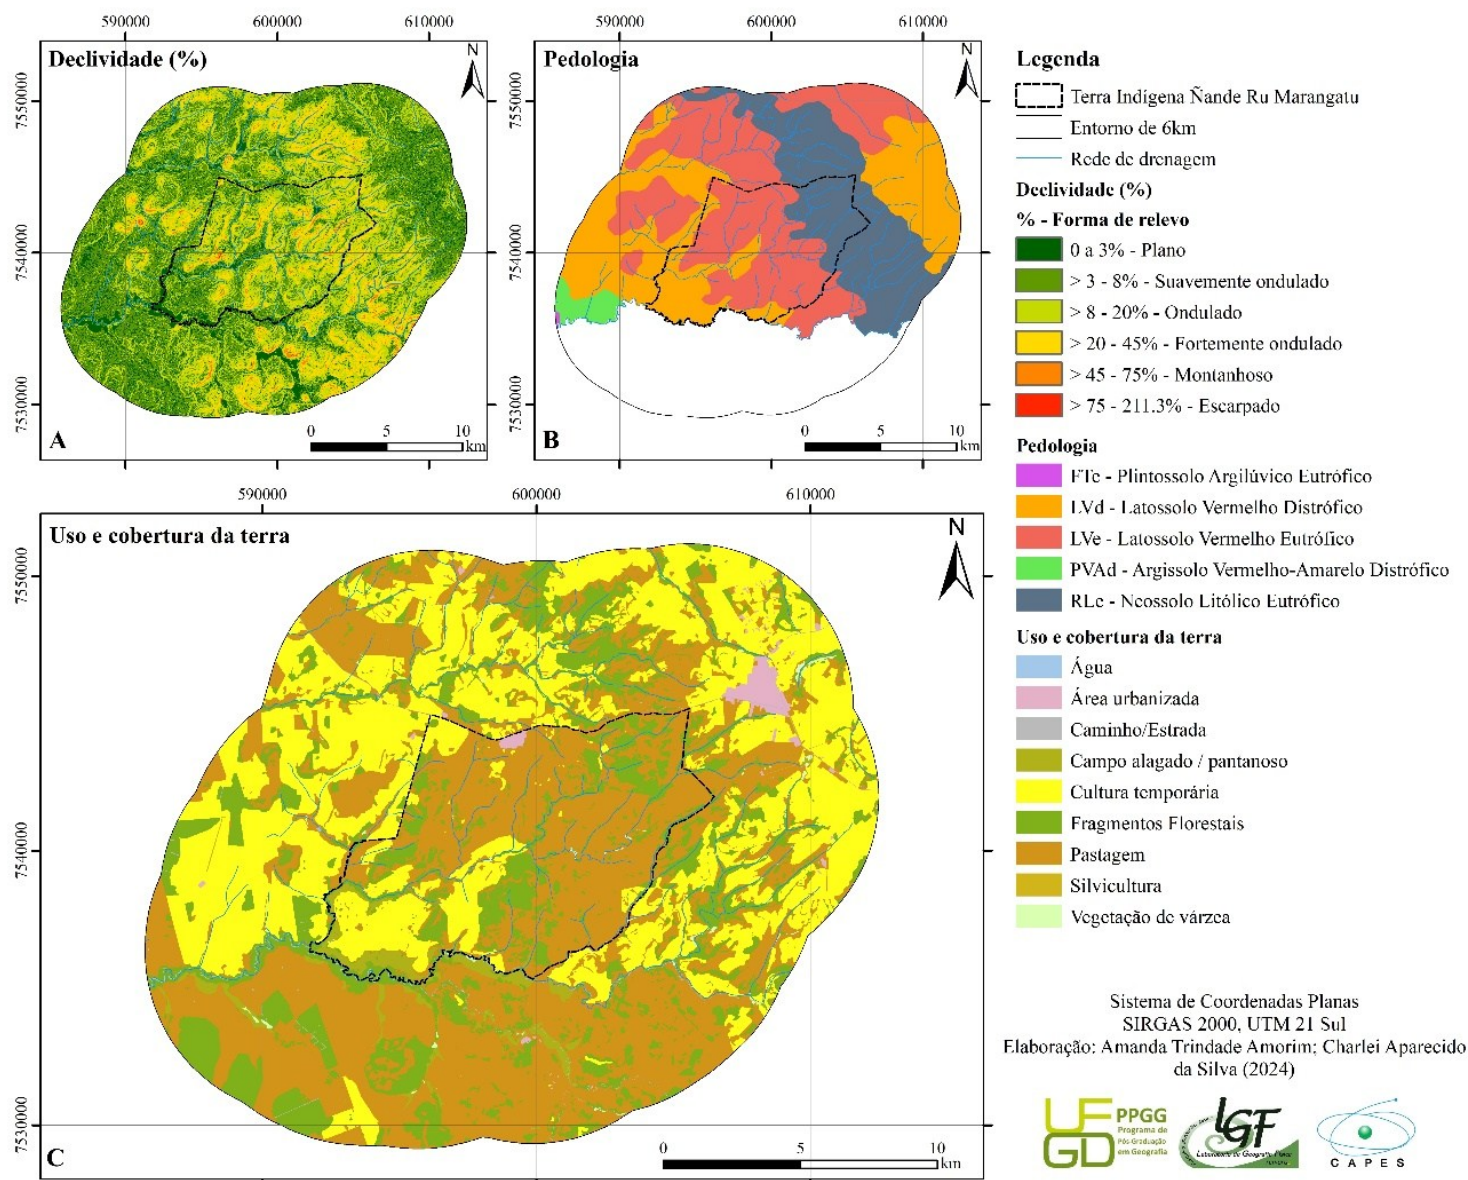 590000 600000 610000
Declividade (%)
N
7550000
7540000
7530000
A
0 5 10
km
590000 600000 610000
Pedologia
N
7550000
7540000
7530000
B
0 5 10
km
590000 600000 610000
Uso e cobertura da terra
N
7550000
7540000
7530000
C
0 5 10
km
Legenda
Terra Indígena Ñande Ru Marangatu
Entorno de 6km
Rede de drenagem
Declividade (%)
% - Forma de relevo
0 a 3% - Plano
> 3 - 8% - Suavemente ondulado
> 8 - 20% - Ondulado
> 20 - 45% - Fortemente ondulado
> 45 - 75% - Montanhoso
> 75 - 211.3% - Escarpado
Pedologia
FTe - Plintossolo Argilúvico Eutrófico
LVd - Latossolo Vermelho Distrófico
LVe - Latossolo Vermelho Eutrófico
PVAd - Argissolo Vermelho-Amarelo Distrófico
RLe - Neossolo Litólico Eutrófico
Uso e cobertura da terra
Água
Área urbanizada
Caminho/Estrada
Campo alagado / pantanoso
Cultura temporária
Fragmentos Florestais
Pastagem
Silvicultura
Vegetação de várzea
Sistema de Coordenadas Planas
SIRGAS 2000, UTM 21 Sul
Elaboração: Amanda Trindade Amorim; Charlei Aparecido
da Silva (2024)
UFGD
PPGG
Programa de
Pós-Graduação
em Geografia
LGF
Laboratório de Geografia Física
CAPES